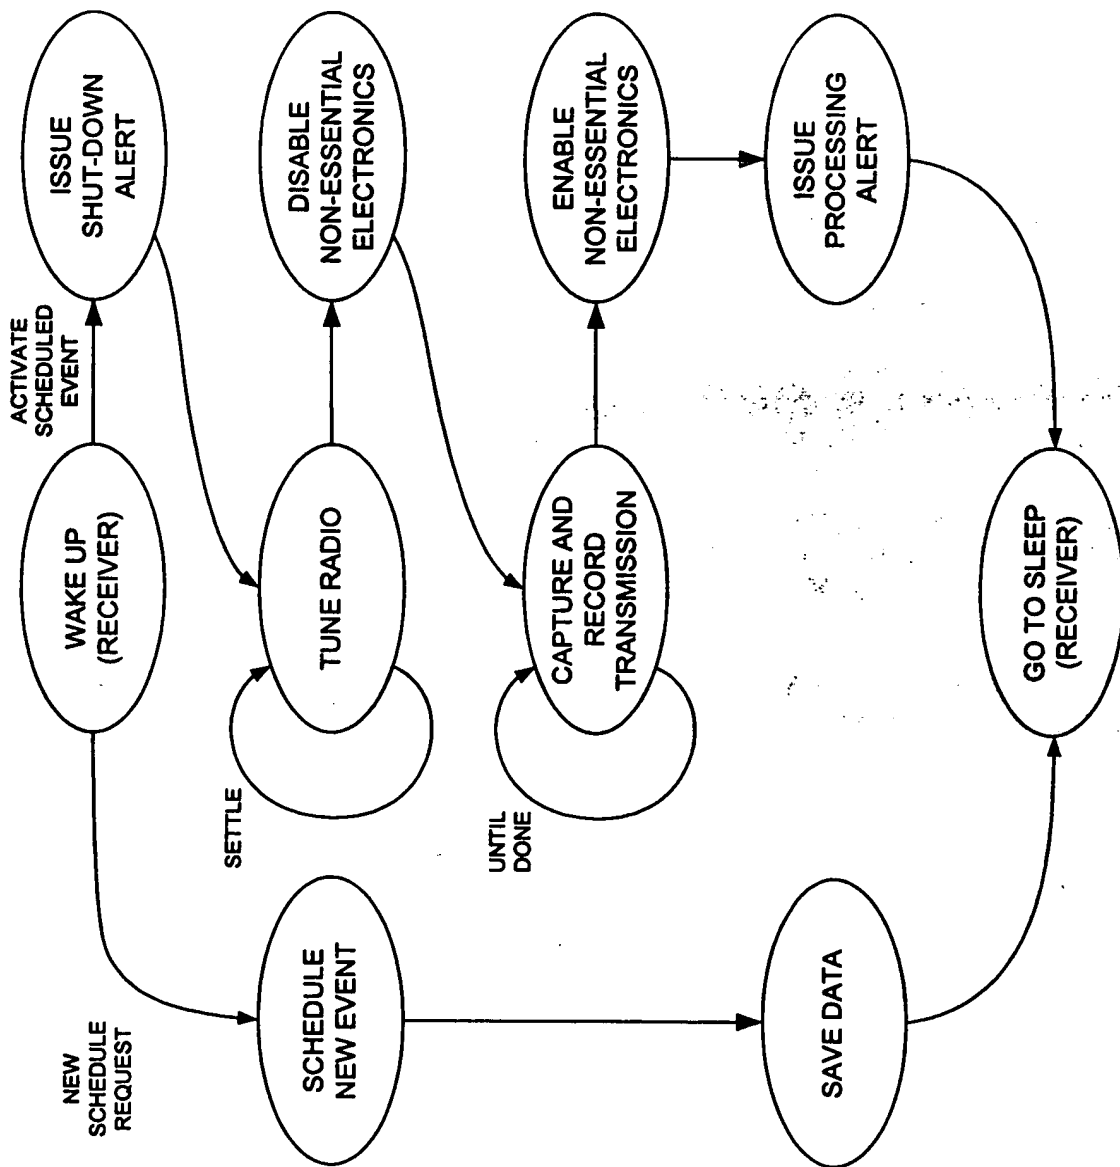 NEW
SCHEDULE
REQUEST
ACTIVATE
SCHEDULED
EVENT
WAKE UP
(RECEIVER)
ISSUE
SHUT-DOWN
ALERT
SETTLE
SCHEDULE
NEW EVENT
TUNE RADIO
DISABLE
NON-ESSENTIAL
ELECTRONICS
UNTIL
DONE
CAPTURE AND
RECORD
TRANSMISSION
ENABLE
NON-ESSENTIAL
ELECTRONICS
SAVE DATA
ISSUE
PROCESSING
ALERT
GO TO SLEEP
(RECEIVER)